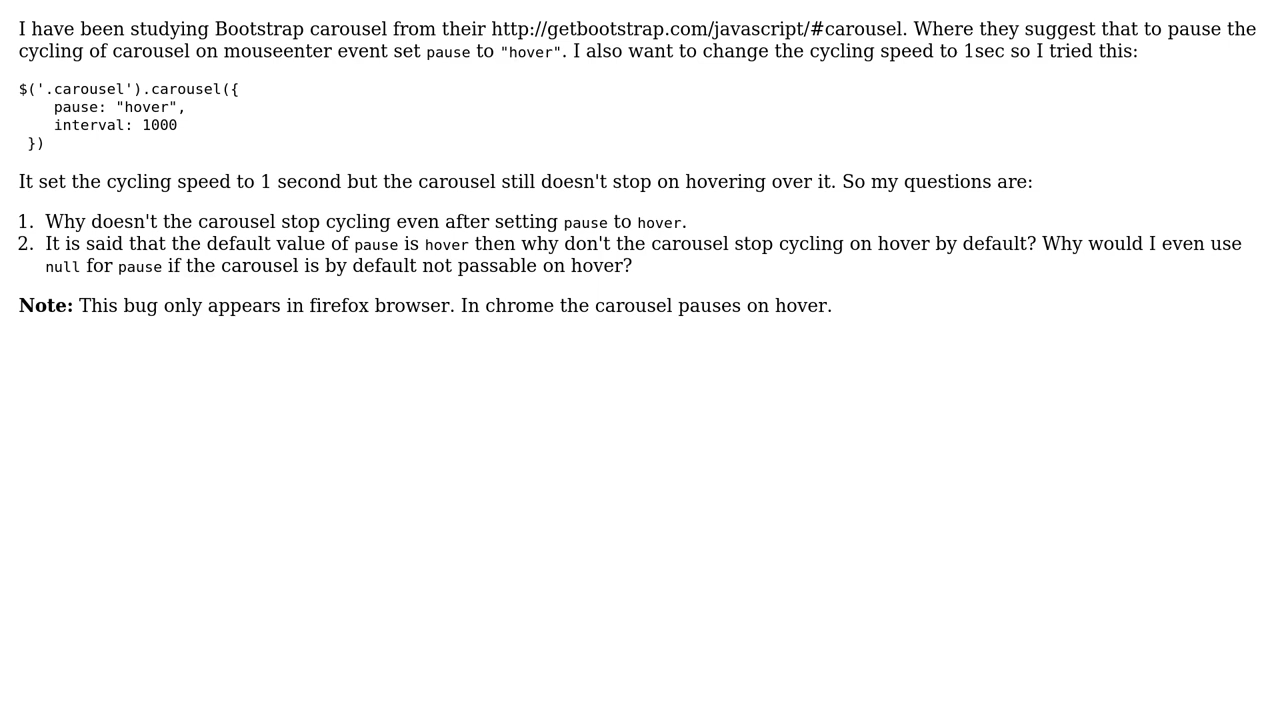 I have been studying Bootstrap carousel from their http://getbootstrap.com/javascript/#carousel. Where they suggest that to pause the
cycling of carousel on mouseenter event set pause to "hover". I also want to change the cycling speed to 1sec so I tried this:
$('.carousel').carousel({
    pause: "hover",
    interval: 1000
 })
It set the cycling speed to 1 second but the carousel still doesn't stop on hovering over it. So my questions are:
1. Why doesn't the carousel stop cycling even after setting pause to hover.
2. It is said that the default value of pause is hover then why don't the carousel stop cycling on hover by default? Why would I even use
null for pause if the carousel is by default not passable on hover?
Note: This bug only appears in firefox browser. In chrome the carousel pauses on hover.